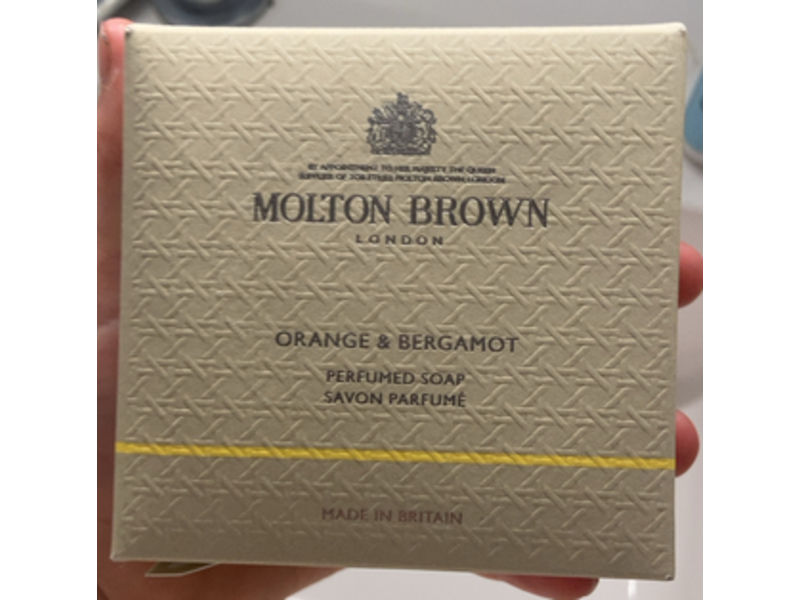 BY APPOINTMENT TO HER MAJESTY THE QUEEN
SUPPLIER OF TOILETRIES MOLTON BROWN LONDON
MOLTON BROWN
LONDON
ORANGE & BERGAMOT
PERFUMED SOAP
SAVON PARFUMÉ
MADE IN BRITAIN